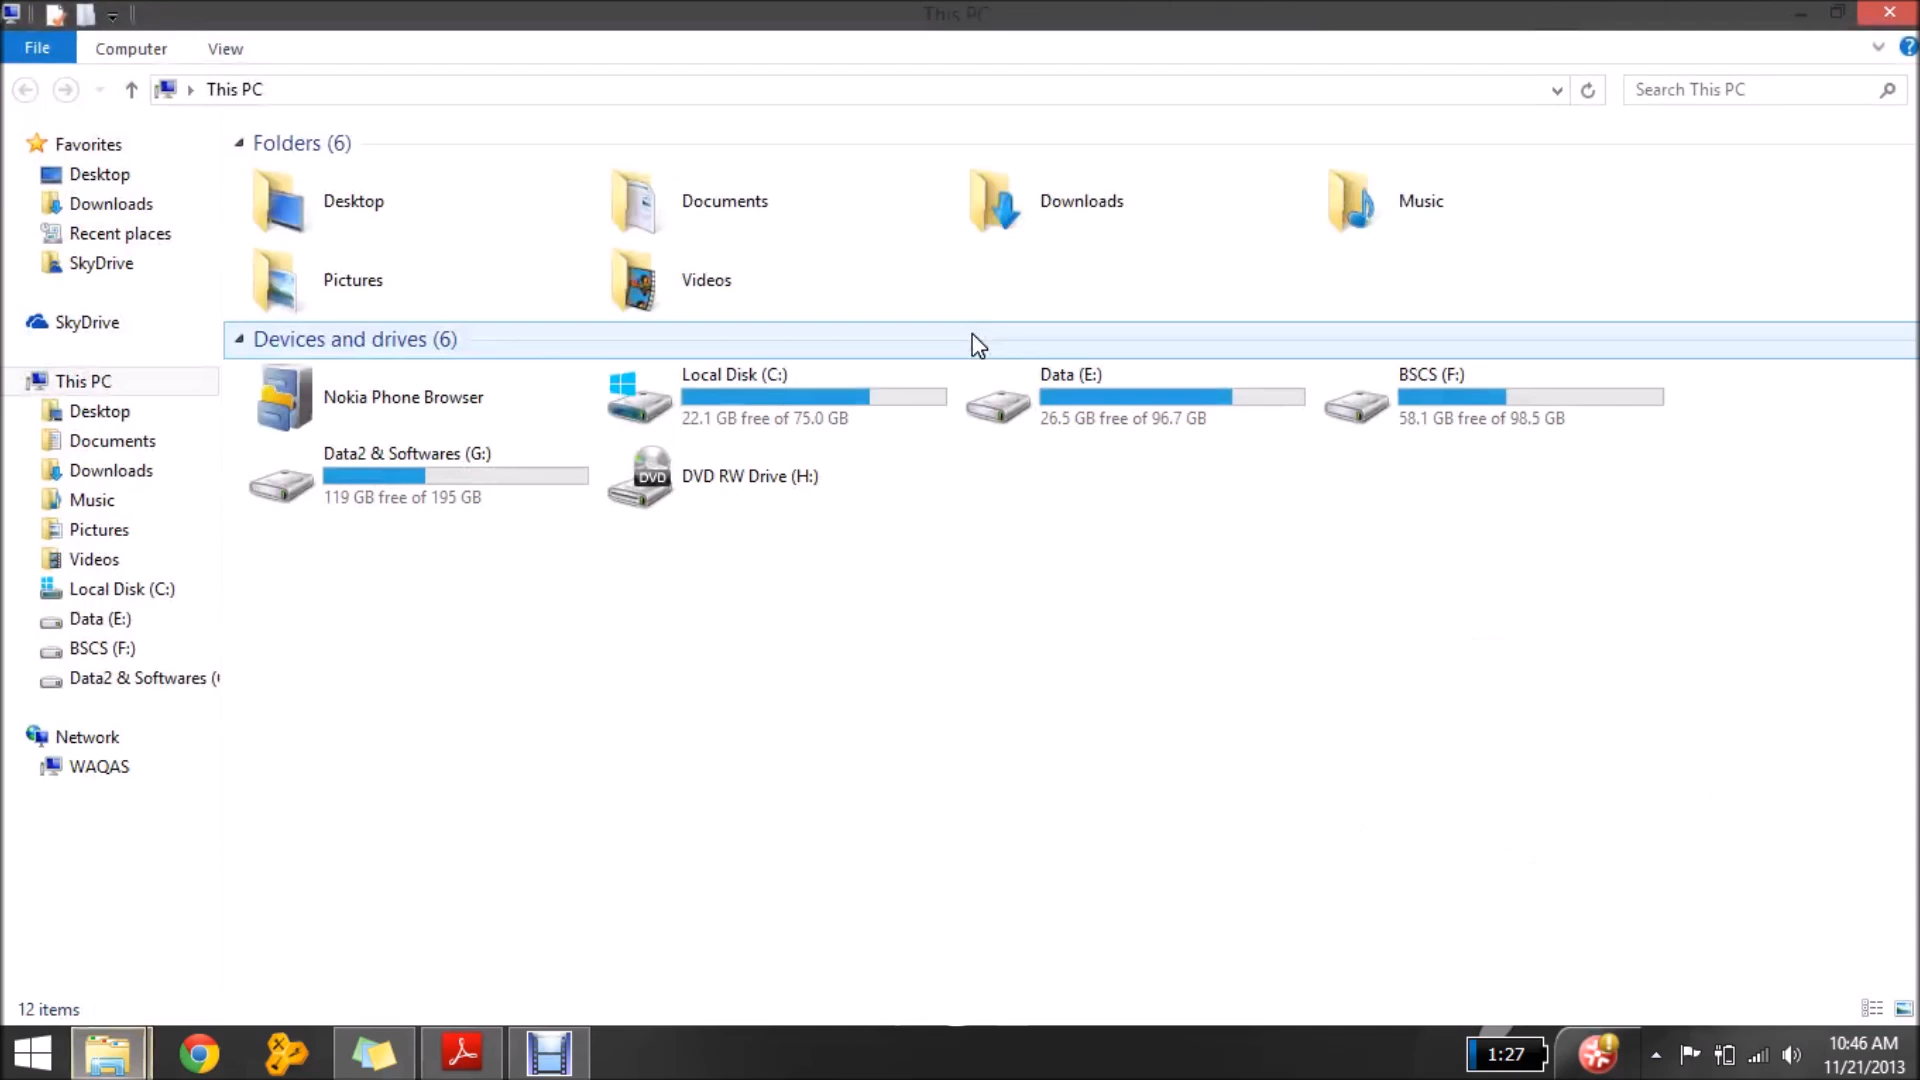 This PC
File
Computer
View
This PC
Search This PC
Favorites
Desktop
Downloads
Recent places
SkyDrive
SkyDrive
This PC
Desktop
Documents
Downloads
Music
Pictures
Videos
Local Disk (C:)
Data (E:)
BSCS (F:)
Data2 & Softwares (
Network
WAQAS
Folders (6)
Desktop
Documents
Downloads
Music
Pictures
Videos
Devices and drives (6)
Nokia Phone Browser
Local Disk (C:)
22.1 GB free of 75.0 GB
Data (E:)
26.5 GB free of 96.7 GB
BSCS (F:)
58.1 GB free of 98.5 GB
Data2 & Softwares (G:)
119 GB free of 195 GB
DVD
DVD RW Drive (H:)
12 items
1:27
10:46 AM
11/21/2013